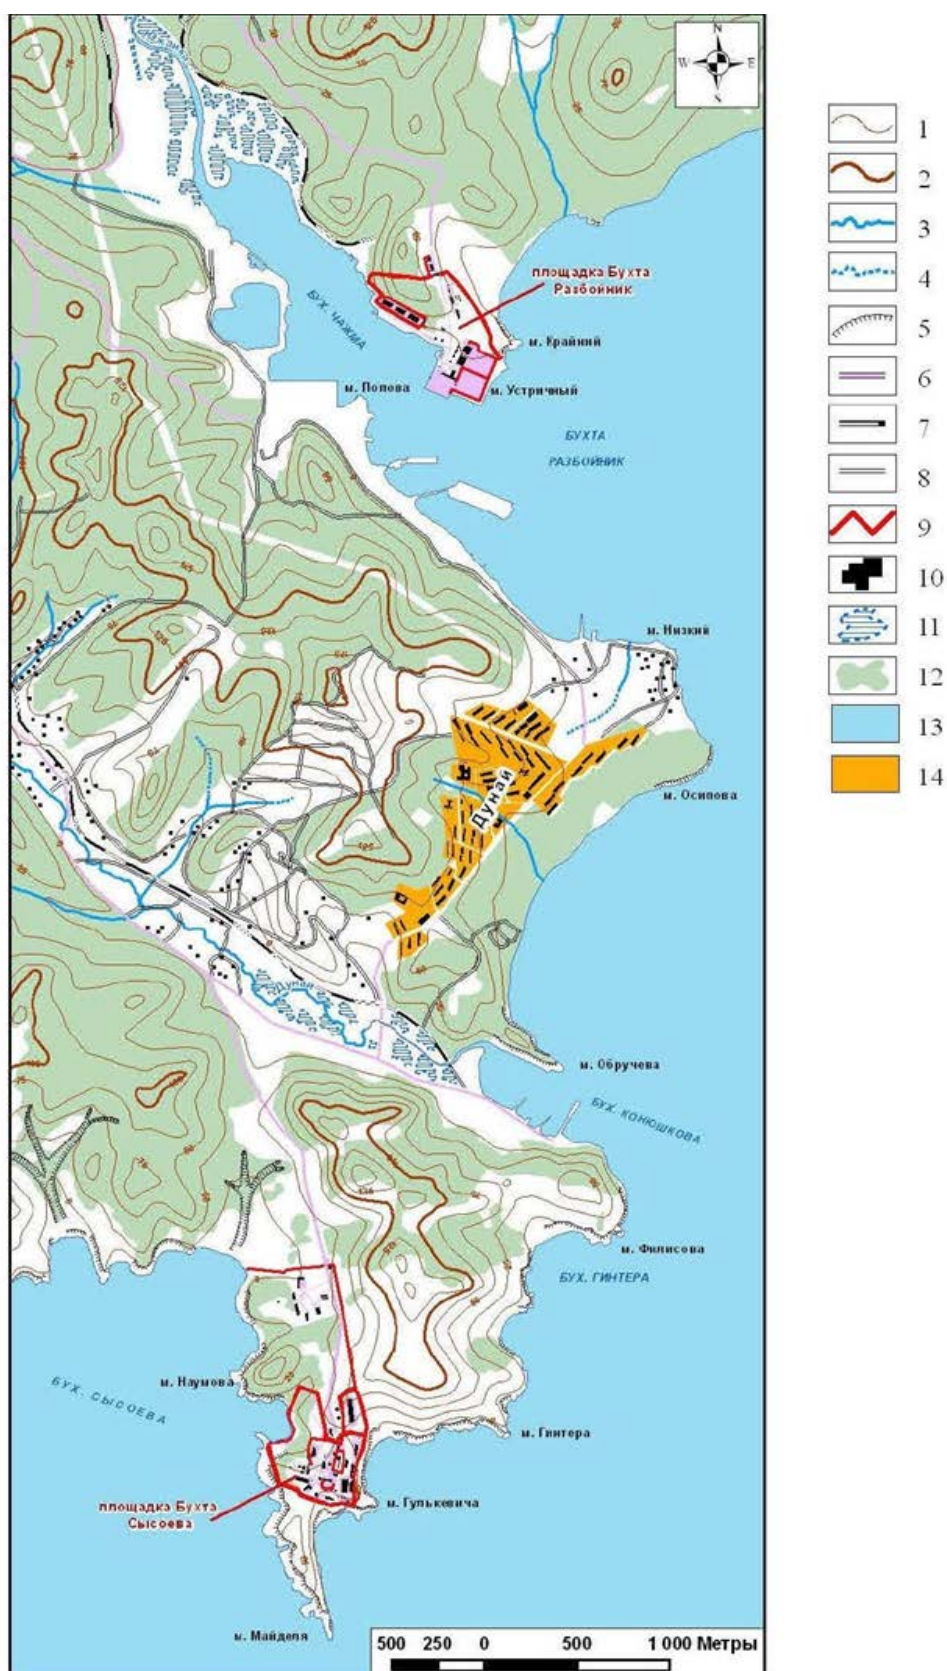 N
W E
S
площадка Бухта
Разбойник
БУХ. ЧАЖМА
м. Крайний
м. Попова
м. Устричный
БУХТА
РАЗБОЙНИК
м. Низкий
Дунай
м. Осипова
Дунай
м. Обручева
БУХ. КОНЮШКОВА
м. Филисова
БУХ. ГИНТЕРА
м. Наумова
БУХ. СЫСОЕВА
м. Гинтера
площадка Бухта
Сысоева
м. Гулькевича
м. Майделя
500 250 0 500 1 000 Метры
1
2
3
4
5
6
7
8
9
10
11
12
13
14